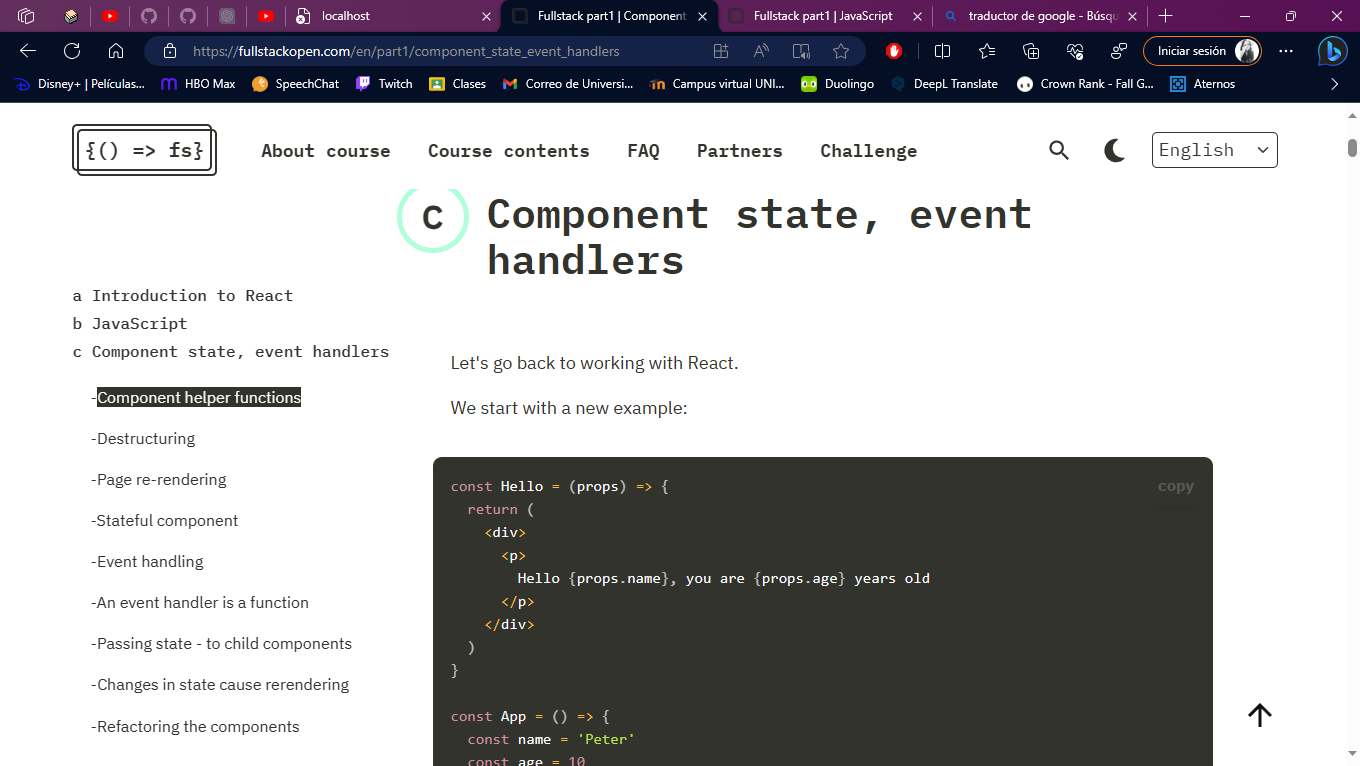 localhost
Fullstack part1 | Component
Fullstack part1 | JavaScript
traductor de google - Búsqu
https://fullstackopen.com/en/part1/component_state_event_handlers
Iniciar sesión
Disney+ | Películas...
HBO Max
SpeechChat
Twitch
Clases
Correo de Universi...
Campus virtual UNI...
Duolingo
DeepL Translate
Crown Rank - Fall G...
Aternos
{() => fs}
About course
Course contents
FAQ
Partners
Challenge
English
c
Component state, event
handlers
a Introduction to React
b JavaScript
c Component state, event handlers
-Component helper functions
-Destructuring
-Page re-rendering
-Stateful component
-Event handling
-An event handler is a function
-Passing state - to child components
-Changes in state cause rerendering
-Refactoring the components
Let's go back to working with React.
We start with a new example:
copy
const Hello = (props) => {
  return (
    <div>
      <p>
        Hello {props.name}, you are {props.age} years old
      </p>
    </div>
  )
}
const App = () => {
  const name = 'Peter'
  const age = 10